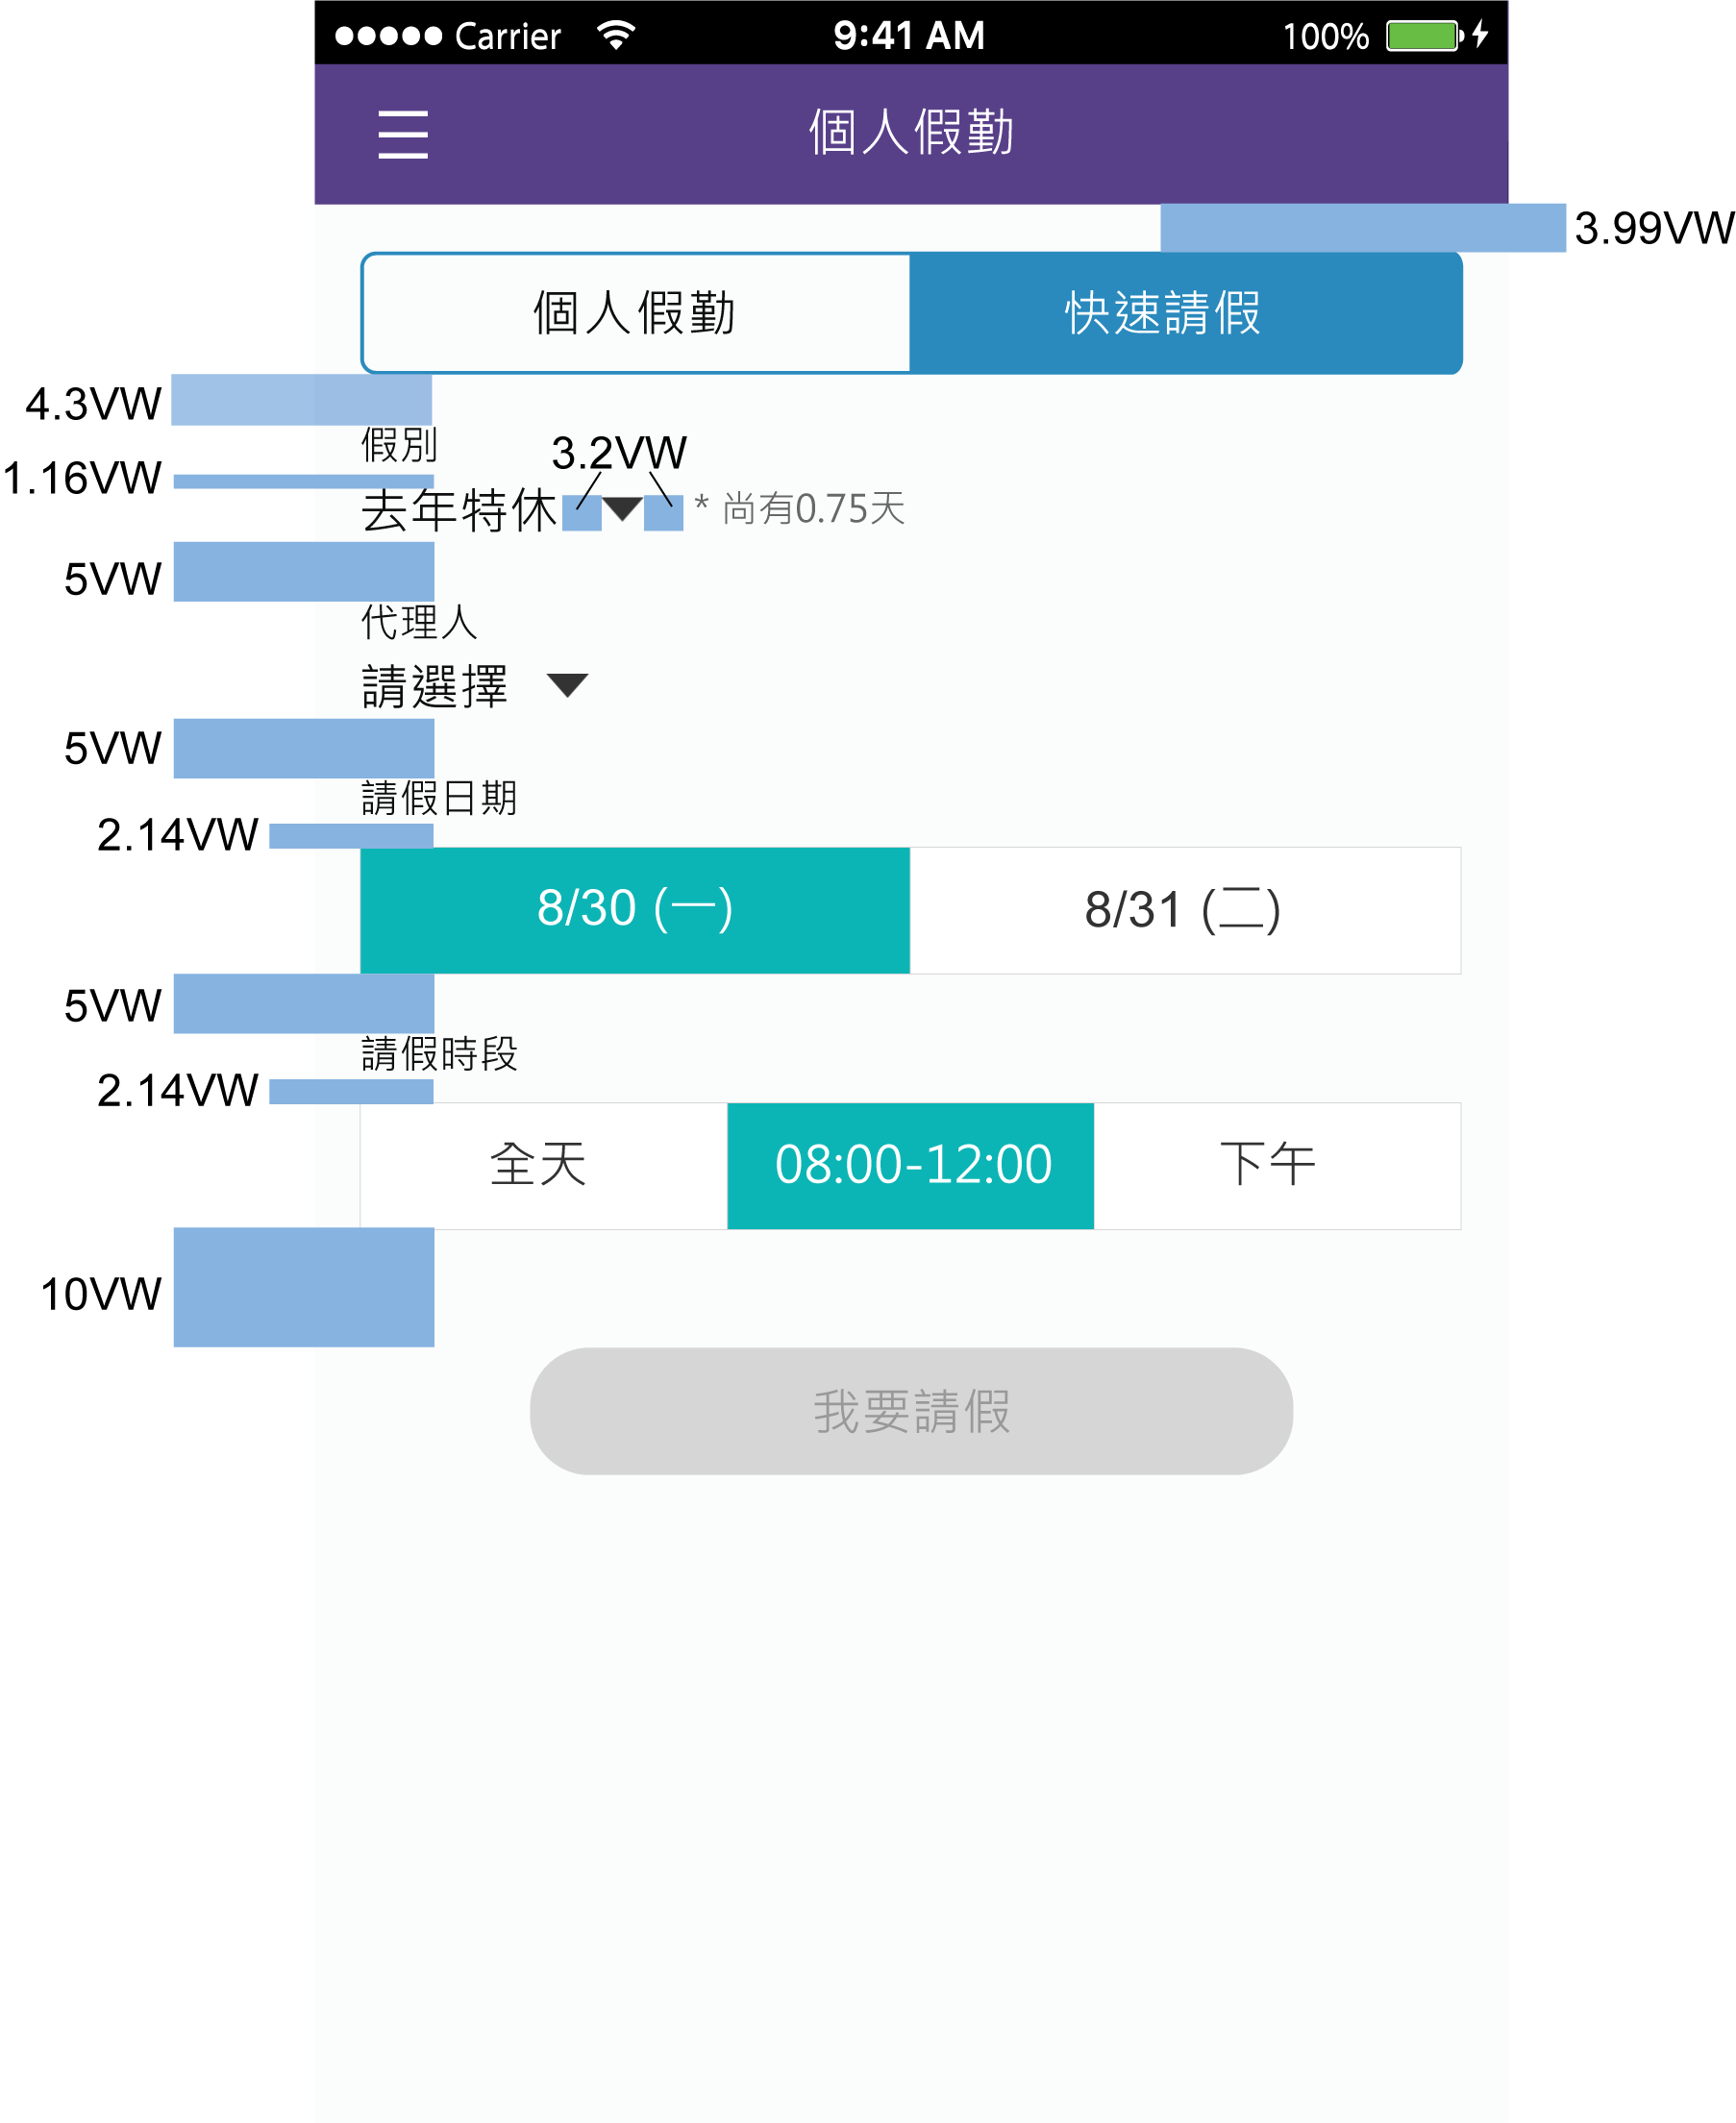 Carrier 9:41 AM 100%
個人假勤
3.99VW
個人假勤 快速請假
4.3VW
假別
3.2VW
1.16VW
去年特休 * 尚有0.75天
5VW
代理人
請選擇
5VW
請假日期
2.14VW
8/30 (一) 8/31 (二)
5VW
請假時段
2.14VW
全天 08:00-12:00 下午
10VW
我要請假